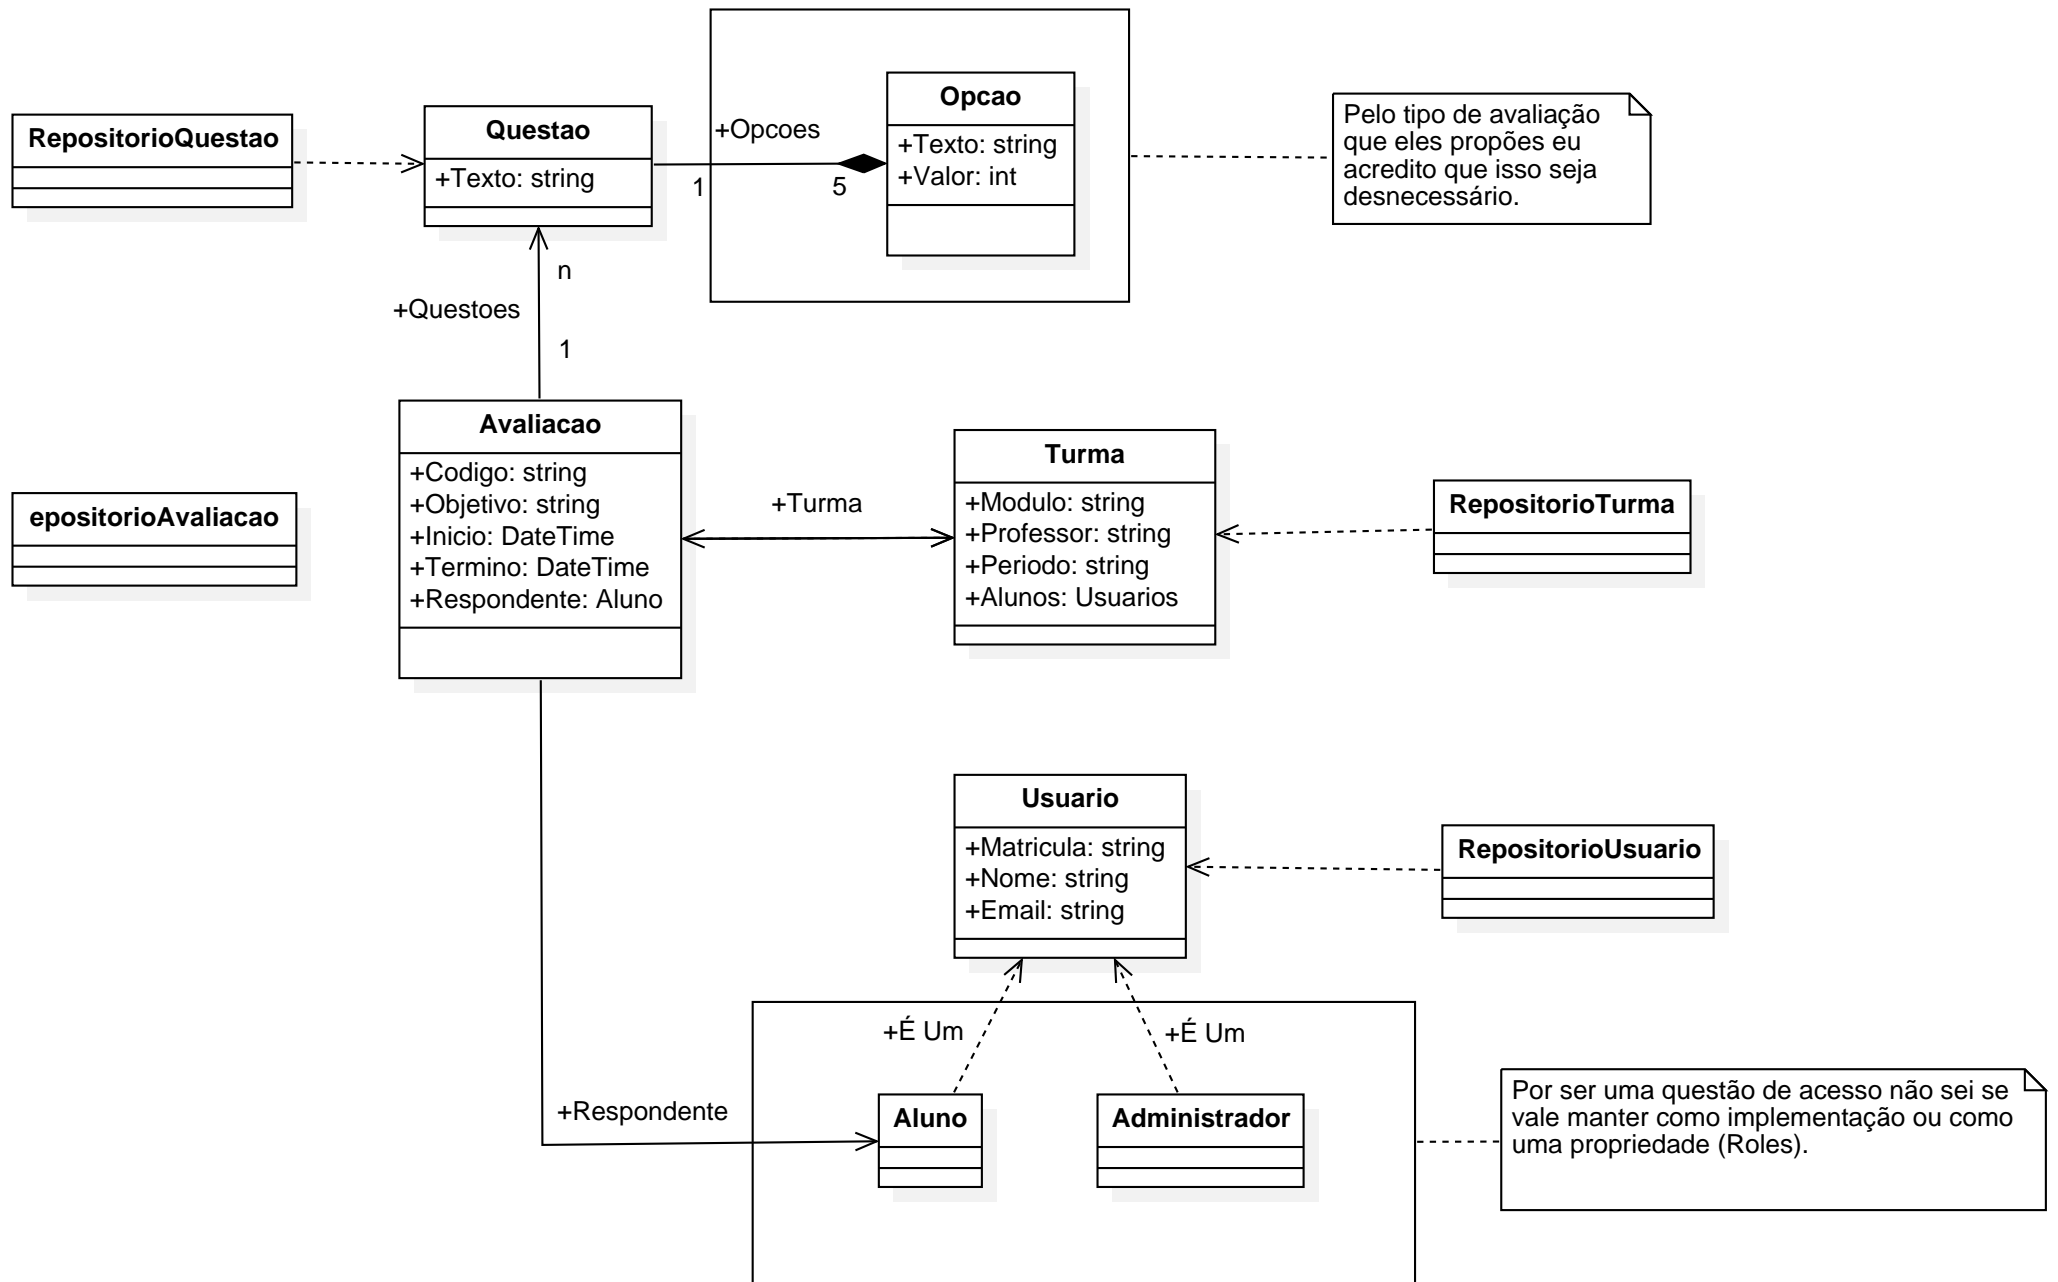 RepositorioQuestao
Questao
+Texto: string
+Opcoes
1
5
Opcao
+Texto: string
+Valor: int
Pelo tipo de avaliação
que eles propões eu
acredito que isso seja
desnecessário.
n
+Questoes
1
epositorioAvaliacao
Avaliacao
+Codigo: string
+Objetivo: string
+Inicio: DateTime
+Termino: DateTime
+Respondente: Aluno
+Turma
Turma
+Modulo: string
+Professor: string
+Periodo: string
+Alunos: Usuarios
RepositorioTurma
Usuario
+Matricula: string
+Nome: string
+Email: string
RepositorioUsuario
+É Um
+É Um
+Respondente
Aluno
Administrador
Por ser uma questão de acesso não sei se
vale manter como implementação ou como
uma propriedade (Roles).